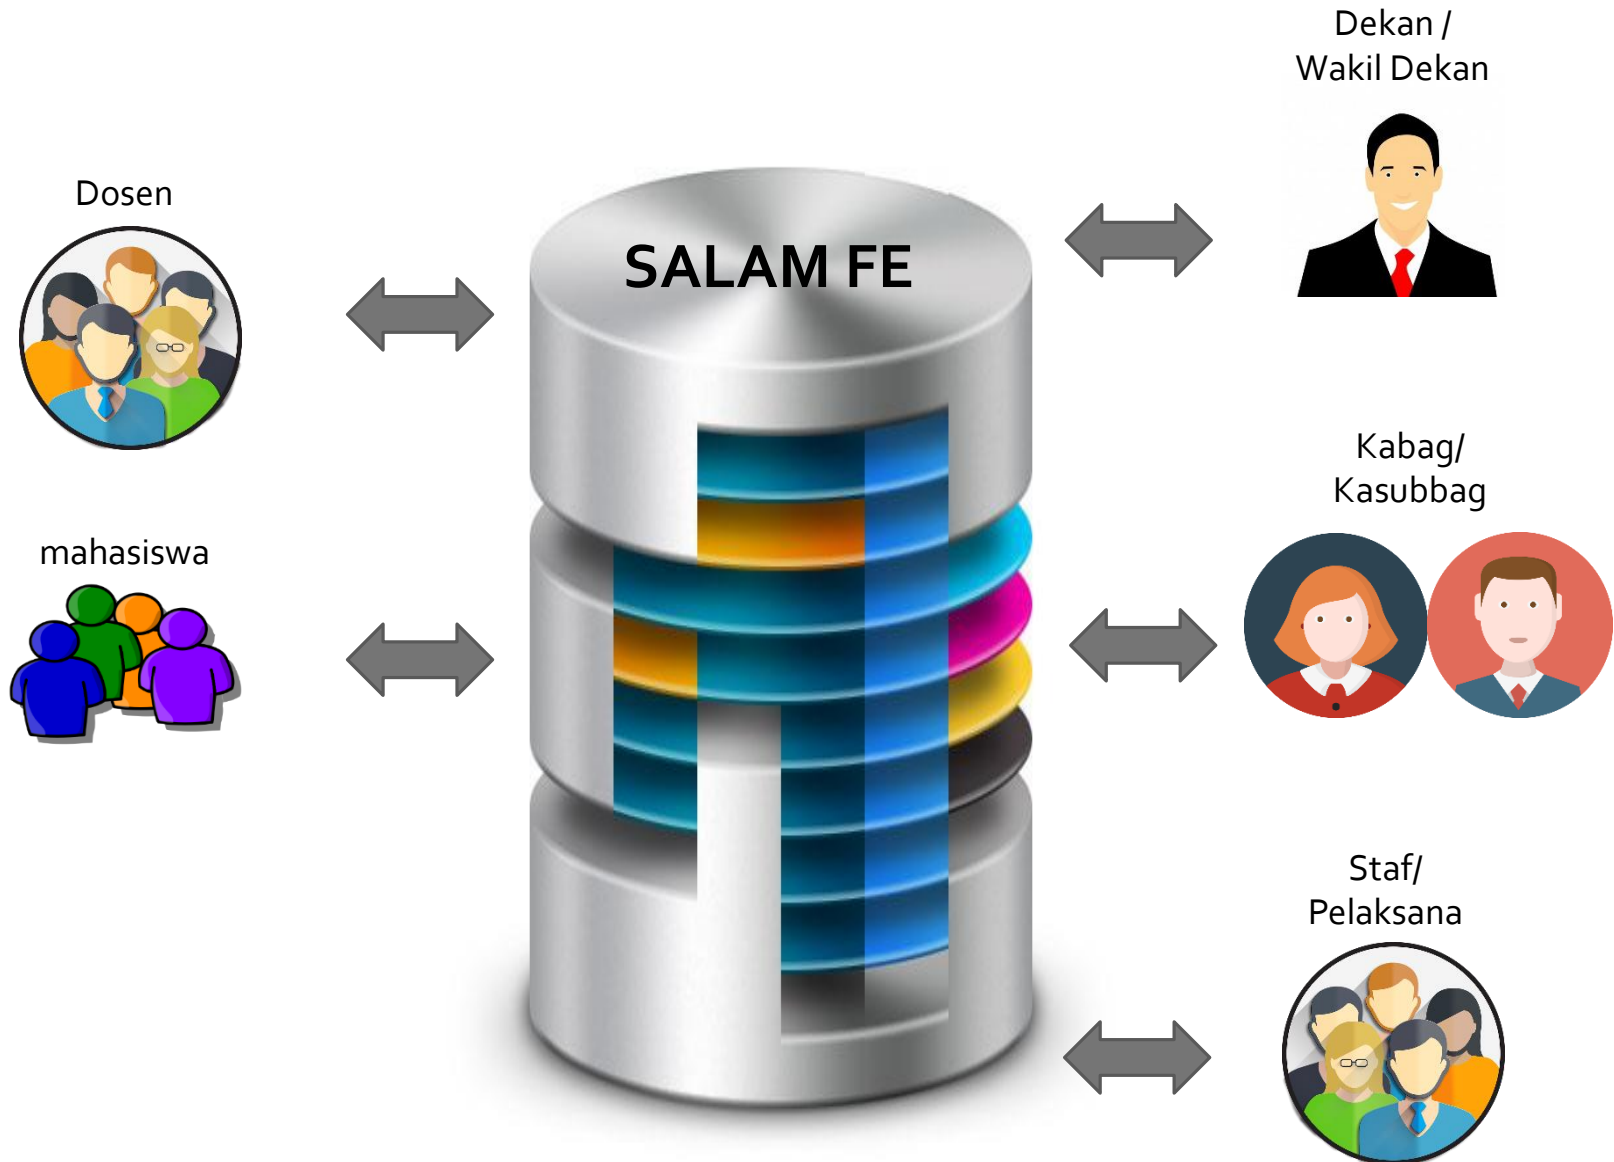 Dekan /
Wakil Dekan
Dosen
SALAM FE
Kabag/
Kasubbag
mahasiswa
Staf/
Pelaksana